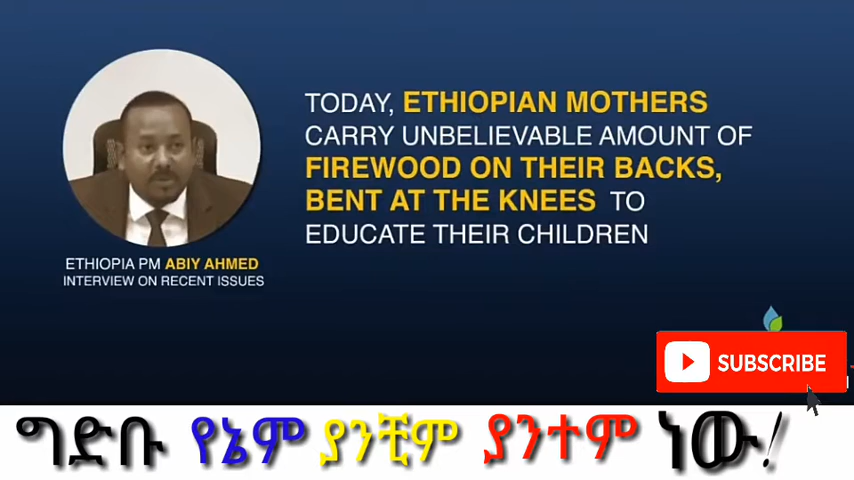 TODAY, ETHIOPIAN MOTHERS
CARRY UNBELIEVABLE AMOUNT OF
FIREWOOD ON THEIR BACKS,
BENT AT THE KNEES TO
EDUCATE THEIR CHILDREN
ETHIOPIA PM ABIY AHMED
INTERVIEW ON RECENT ISSUES
SUBSCRIBE
ግድቡ የኔም ያንቺም ያንተም ነው!